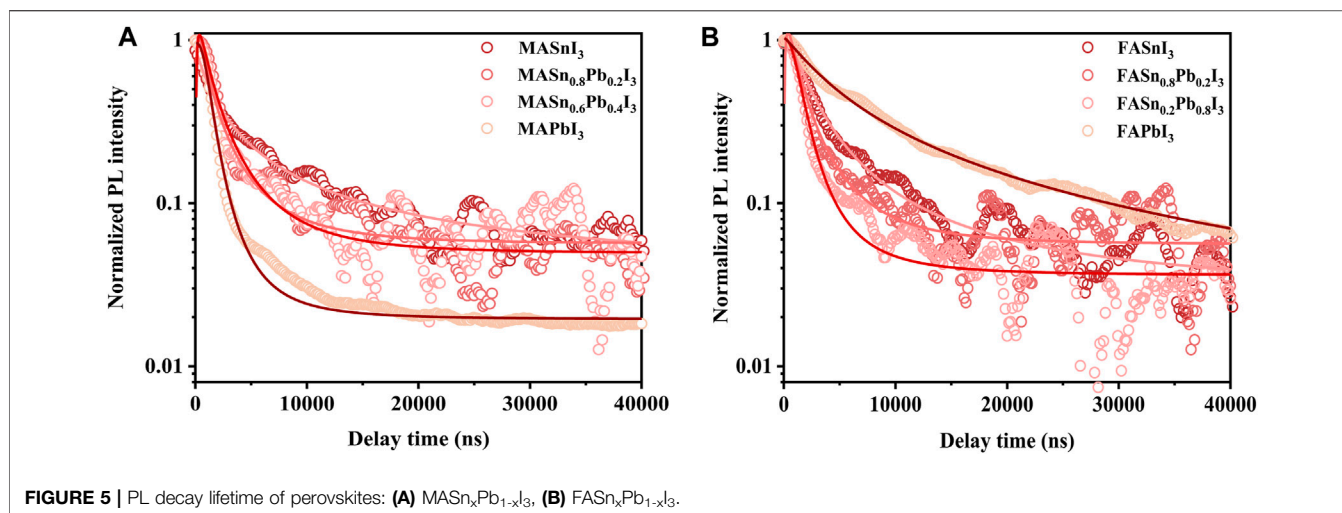 A
1
0.1
0.01
Normalized PL intensity
0
10000
20000
30000
40000
Delay time (ns)
MASnI₃
MASn₀.₈Pb₀.₂I₃
MASn₀.₆Pb₀.₄I₃
MAPbI₃
B
1
0.1
0.01
Normalized PL intensity
0
10000
20000
30000
40000
Delay time (ns)
FASnI₃
FASn₀.₈Pb₀.₂I₃
FASn₀.₂Pb₀.₈I₃
FAPbI₃
FIGURE 5 | PL decay lifetime of perovskites: (A) MASnₓPb₁₋ₓI₃, (B) FASnₓPb₁₋ₓI₃.